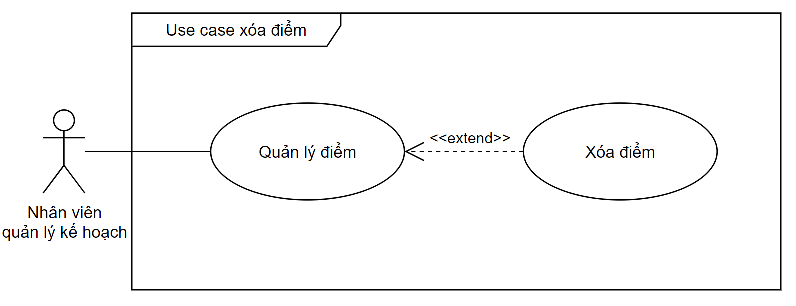 Use case xóa điểm
Quản lý điểm
<<extend>>
Xóa điểm
Nhân viên
quản lý kế hoạch